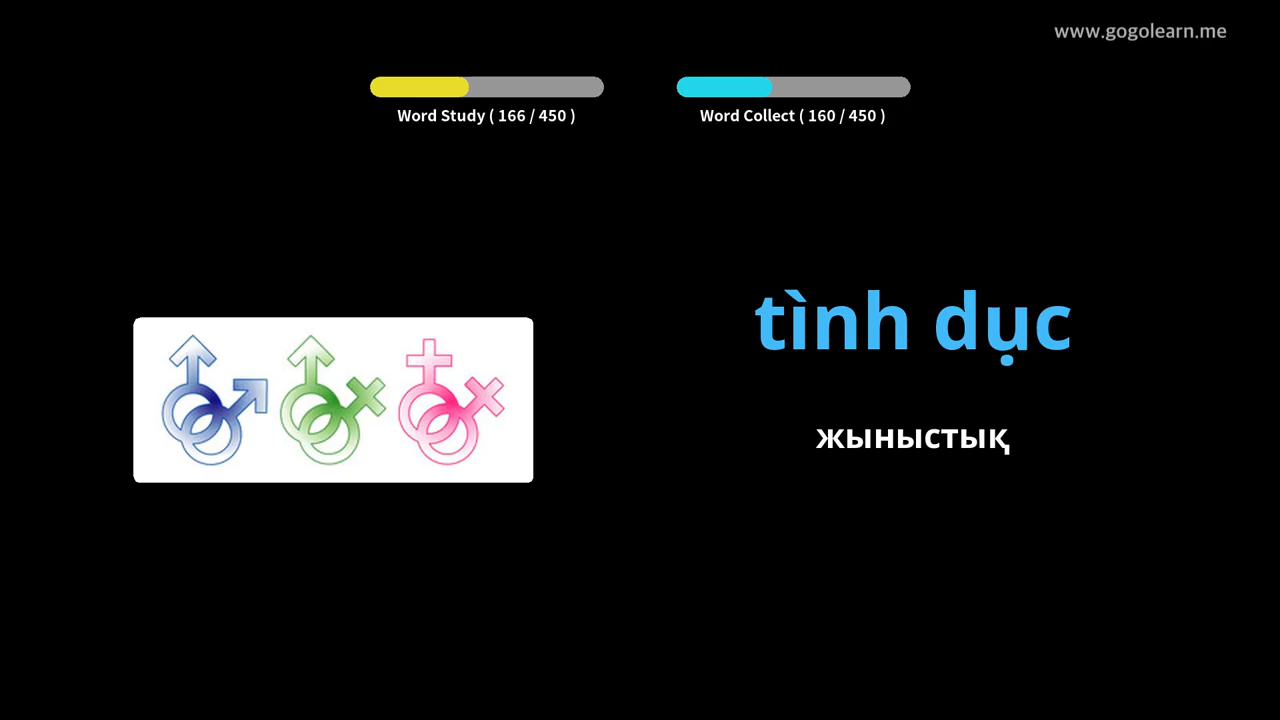 www.gogolearn.me
Word Study ( 166 / 450 )
Word Collect ( 160 / 450 )
tình dục
жыныстық